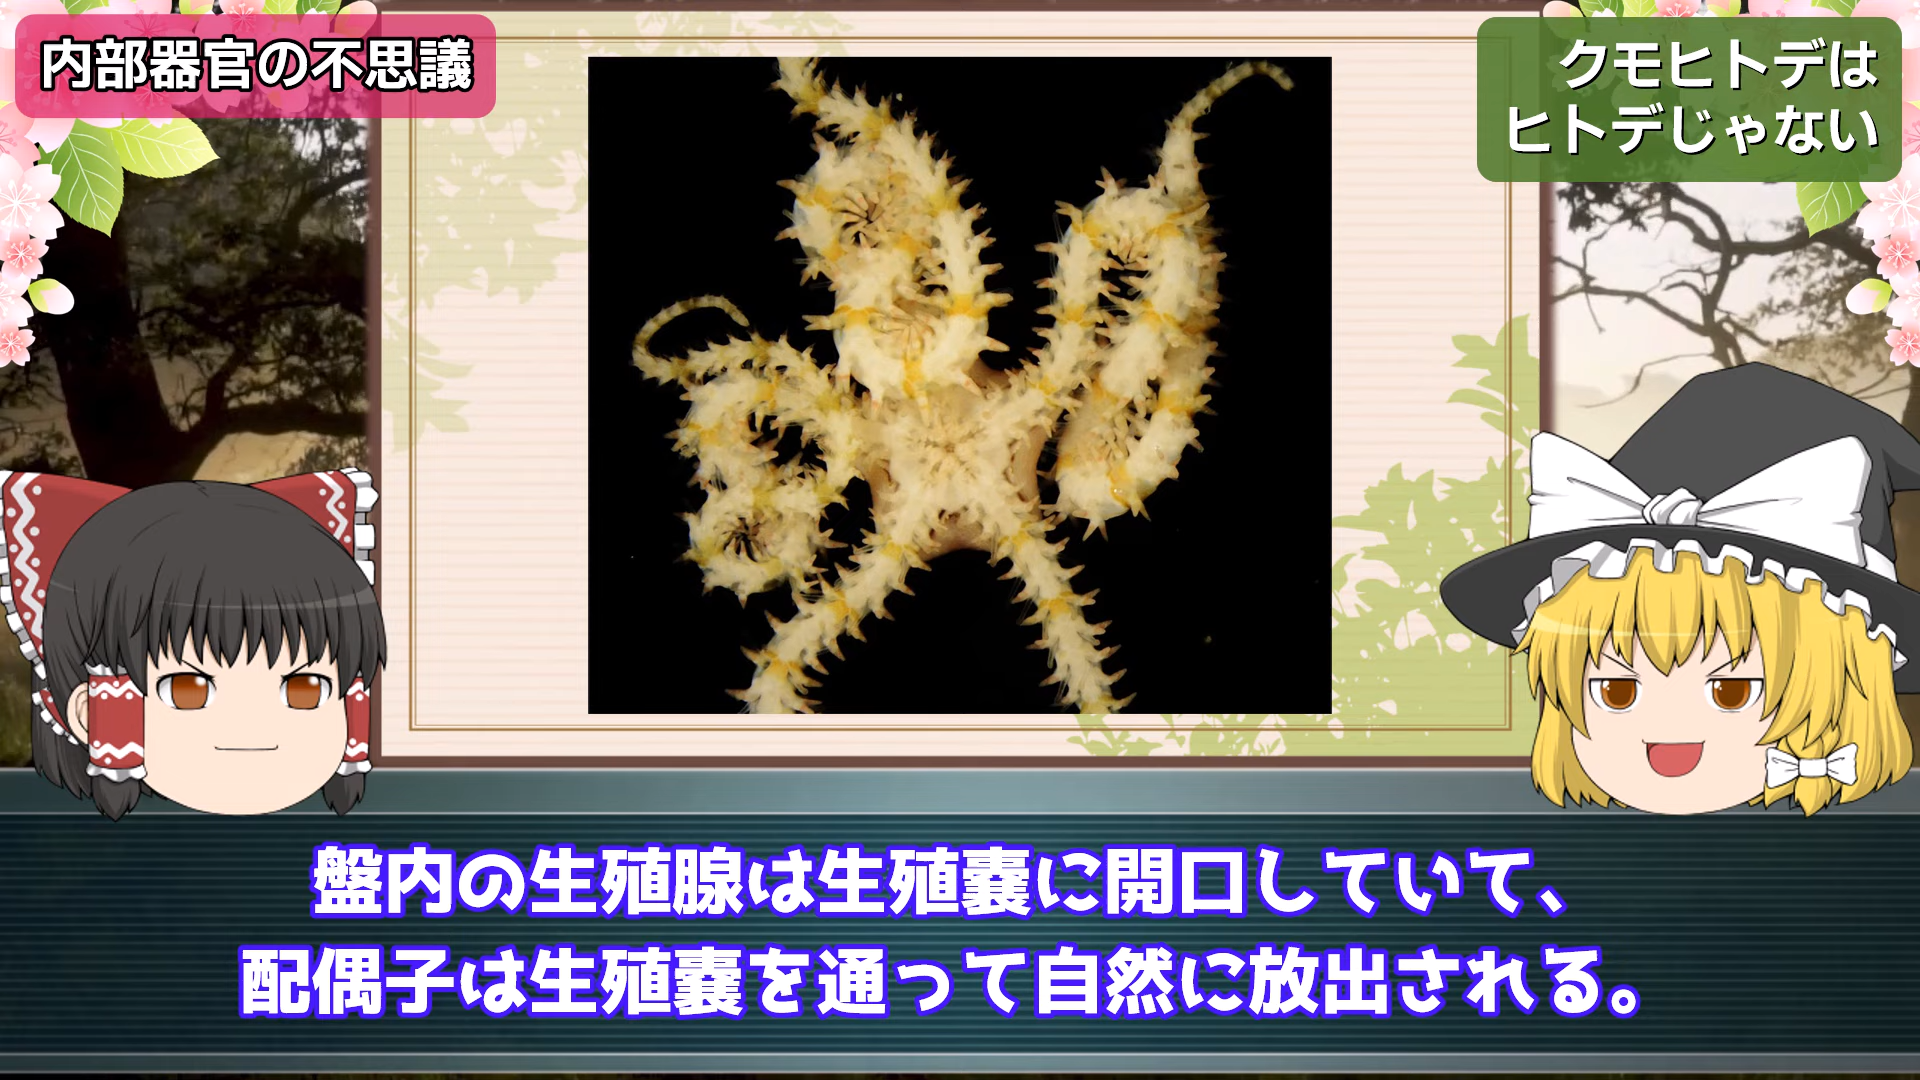 内部器官の不思議
クモヒトデは
ヒトデじゃない
盤内の生殖腺は生殖嚢に開口していて、
配偶子は生殖嚢を通って自然に放出される。